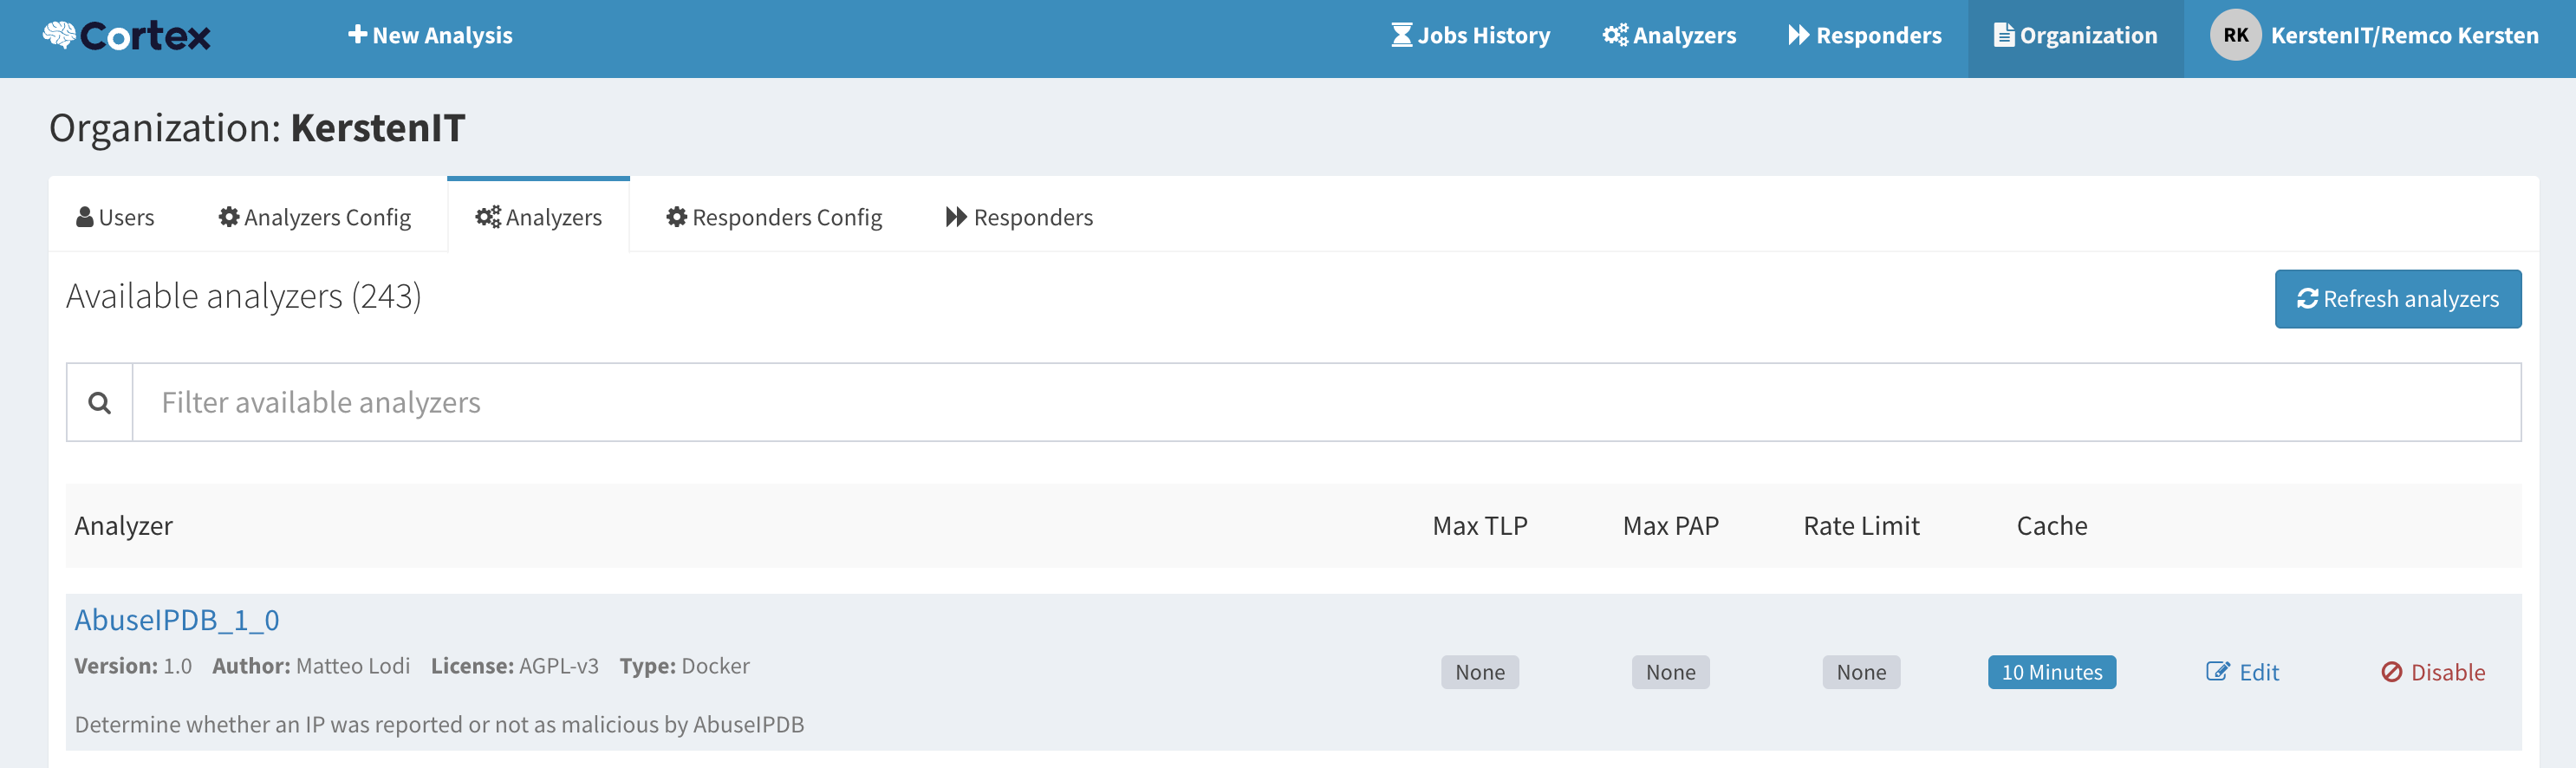 Cortex New Analysis Jobs History Analyzers Responders Organization RK KerstenIT/Remco Kersten
Organization: KerstenIT
Users Analyzers Config Analyzers Responders Config Responders
Available analyzers (243) Refresh analyzers
Filter available analyzers
Analyzer Max TLP Max PAP Rate Limit Cache
AbuseIPDB_1_0
Version: 1.0 Author: Matteo Lodi License: AGPL-v3 Type: Docker None None None 10 Minutes Edit Disable
Determine whether an IP was reported or not as malicious by AbuseIPDB